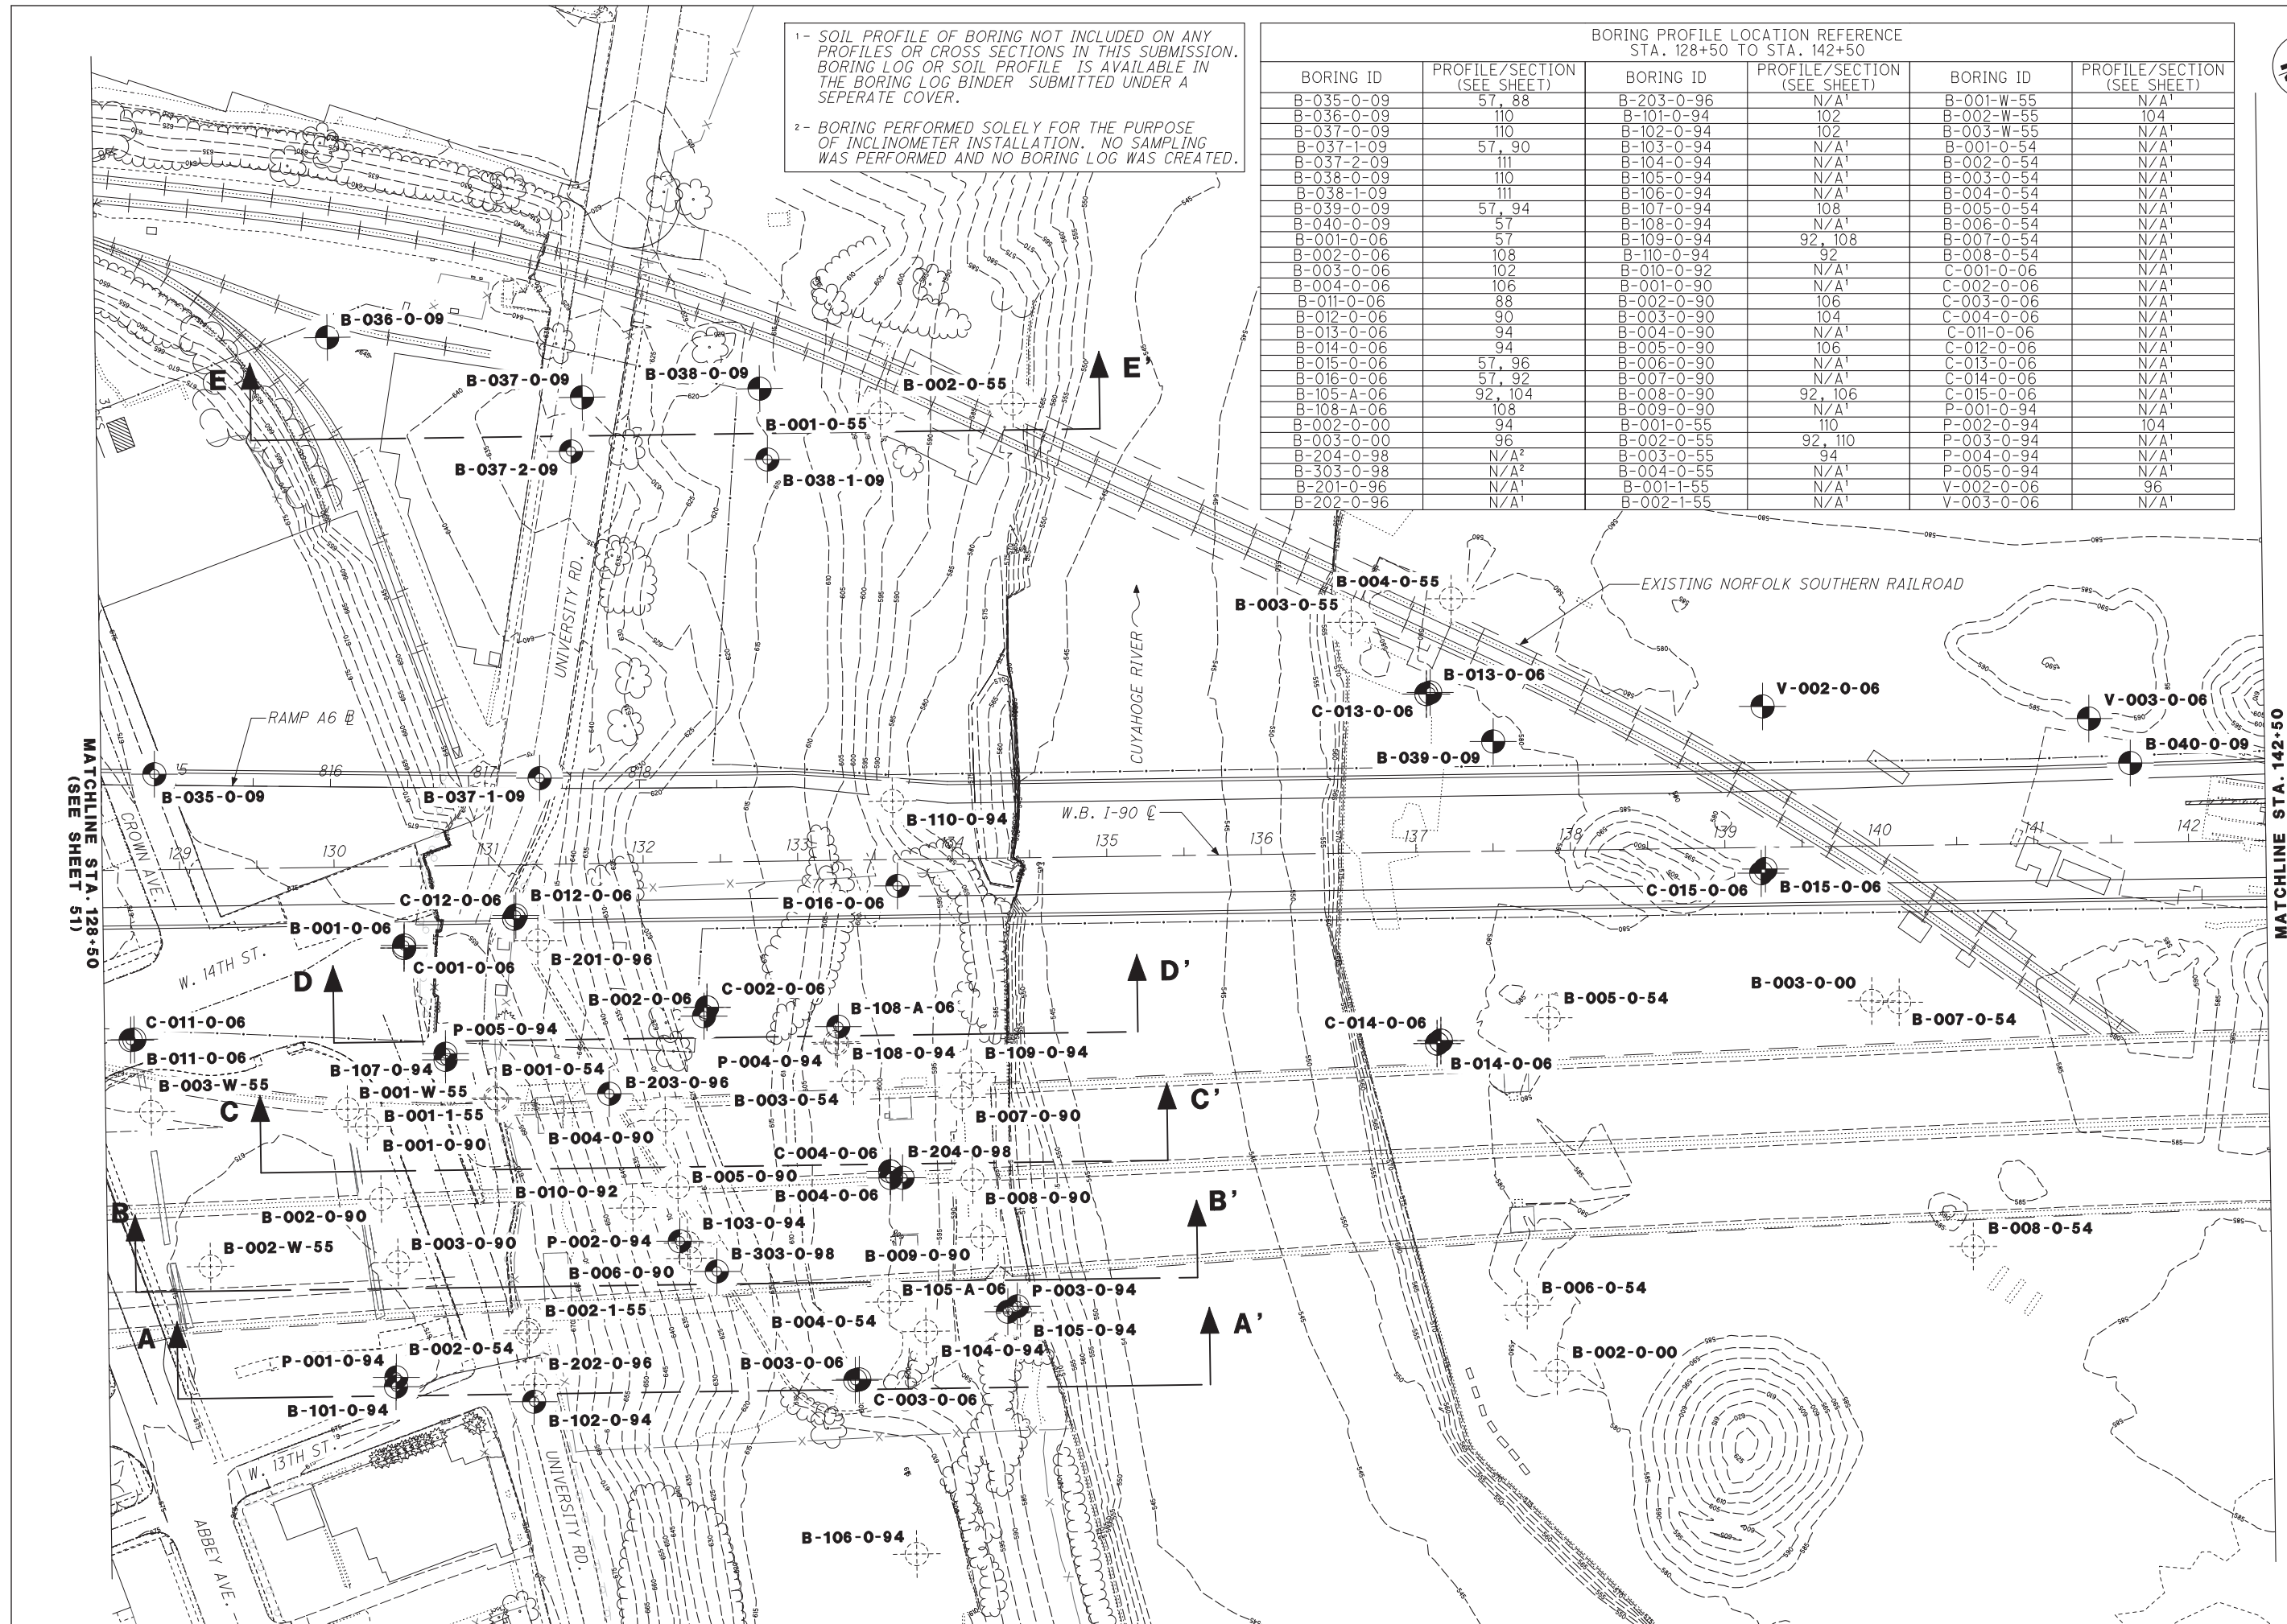 1 - SOIL PROFILE OF BORING NOT INCLUDED ON ANY
PROFILES OR CROSS SECTIONS IN THIS SUBMISSION.
BORING LOG OR SOIL PROFILE IS AVAILABLE IN
THE BORING LOG BINDER SUBMITTED UNDER A
SEPERATE COVER.
2 - BORING PERFORMED SOLELY FOR THE PURPOSE
OF INCLINOMETER INSTALLATION. NO SAMPLING
WAS PERFORMED AND NO BORING LOG WAS CREATED.
BORING PROFILE LOCATION REFERENCE
STA. 128+50 TO STA. 142+50
BORING ID PROFILE/SECTION (SEE SHEET) BORING ID PROFILE/SECTION (SEE SHEET) BORING ID PROFILE/SECTION (SEE SHEET)
B-035-0-09 57, 88 B-203-0-96 N/A1 B-001-W-55 N/A1
B-036-0-09 110 B-101-0-94 102 B-002-W-55 104
B-037-0-09 110 B-102-0-94 102 B-003-W-55 N/A1
B-037-1-09 57, 90 B-103-0-94 N/A1 B-001-0-54 N/A1
B-037-2-09 111 B-104-0-94 N/A1 B-002-0-54 N/A1
B-038-0-09 110 B-105-0-94 N/A1 B-003-0-54 N/A1
B-038-1-09 111 B-106-0-94 N/A1 B-004-0-54 N/A1
B-039-0-09 57, 94 B-107-0-94 108 B-005-0-54 N/A1
B-040-0-09 57 B-108-0-94 N/A1 B-006-0-54 N/A1
B-001-0-06 57 B-109-0-94 92, 108 B-007-0-54 N/A1
B-002-0-06 108 B-110-0-94 92 B-008-0-54 N/A1
B-003-0-06 102 B-010-0-92 N/A1 C-001-0-06 N/A1
B-004-0-06 106 B-001-0-90 N/A1 C-002-0-06 N/A1
B-011-0-06 88 B-002-0-90 106 C-003-0-06 N/A1
B-012-0-06 90 B-003-0-90 104 C-004-0-06 N/A1
B-013-0-06 94 B-004-0-90 N/A1 C-011-0-06 N/A1
B-014-0-06 94 B-005-0-90 106 C-012-0-06 N/A1
B-015-0-06 57, 96 B-006-0-90 N/A1 C-013-0-06 N/A1
B-016-0-06 57, 92 B-007-0-90 N/A1 C-014-0-06 N/A1
B-105-A-06 92, 104 B-008-0-90 92, 106 C-015-0-06 N/A1
B-108-A-06 108 B-009-0-90 N/A1 P-001-0-94 N/A1
B-002-0-00 94 B-001-0-55 110 P-002-0-94 104
B-003-0-00 96 B-002-0-55 92, 110 P-003-0-94 N/A1
B-204-0-98 N/A2 B-003-0-55 94 P-004-0-94 N/A1
B-303-0-98 N/A2 B-004-0-55 N/A1 P-005-0-94 N/A1
B-201-0-96 N/A1 B-001-1-55 N/A1 V-002-0-06 96
B-202-0-96 N/A1 B-002-1-55 N/A1 V-003-0-06 N/A1
B-036-0-09
E
B-037-0-09
B-038-0-09
B-002-0-55
E'
B-001-0-55
B-037-2-09
B-038-1-09
UNIVERSITY RD.
CUYAHOGE RIVER
B-004-0-55
B-003-0-55
EXISTING NORFOLK SOUTHERN RAILROAD
B-013-0-06
C-013-0-06
V-002-0-06
V-003-0-06
B-039-0-09
B-040-0-09
RAMP A6 ℄
816
817
818
B-035-0-09
B-037-1-09
B-110-0-94
W.B. I-90 ℄
CROWN AVE.
MATCHLINE STA. 128+50
(SEE SHEET 51)
MATCHLINE STA. 142+50
129 130 131 132 133 134 135 136 137 138 139 140 141 142
C-012-0-06
B-012-0-06
B-016-0-06
C-015-0-06
B-015-0-06
B-001-0-06
C-001-0-06
B-201-0-96
W. 14TH ST.
D
D'
B-002-0-06
C-002-0-06
B-108-A-06
B-005-0-54
B-003-0-00
B-007-0-54
C-011-0-06
B-011-0-06
P-005-0-94
P-004-0-94
B-108-0-94
B-109-0-94
C-014-0-06
B-014-0-06
B-107-0-94
B-001-0-54
B-003-W-55
B-001-W-55
B-203-0-96
B-003-0-54
C
C'
B-001-1-55
B-007-0-90
B-001-0-90
B-004-0-90
C-004-0-06
B-204-0-98
B-005-0-90
B-004-0-06
B-008-0-90
B-010-0-92
B
B'
B-002-0-90
B-103-0-94
B-008-0-54
B-002-W-55
B-003-0-90
P-002-0-94
B-303-0-98
B-009-0-90
B-006-0-90
B-105-A-06
P-003-0-94
B-006-0-54
B-002-1-55
B-004-0-54
B-105-0-94
A
A'
B-002-0-54
B-104-0-94
P-001-0-94
B-202-0-96
B-003-0-06
B-002-0-00
C-003-0-06
B-101-0-94
B-102-0-94
W. 13TH ST.
UNIVERSITY RD.
ABBEY AVE.
B-106-0-94